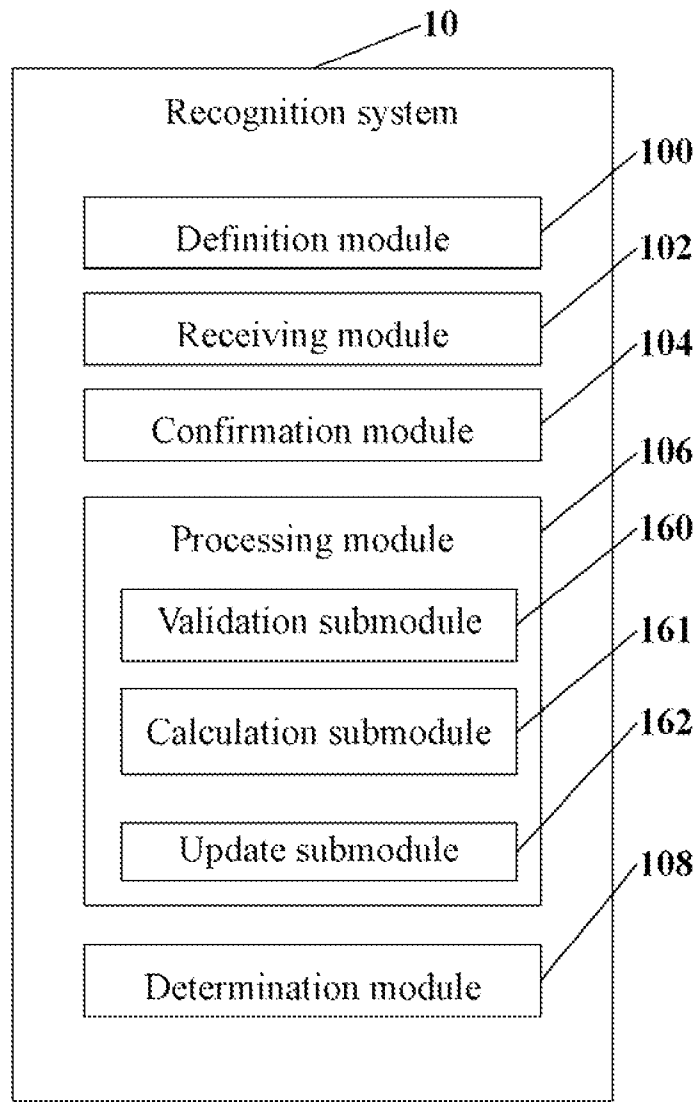 10
Recognition system
100
Definition module
102
Receiving module
104
Confirmation module
106
Processing module
160
Validation submodule
161
Calculation submodule
162
Update submodule
108
Determination module